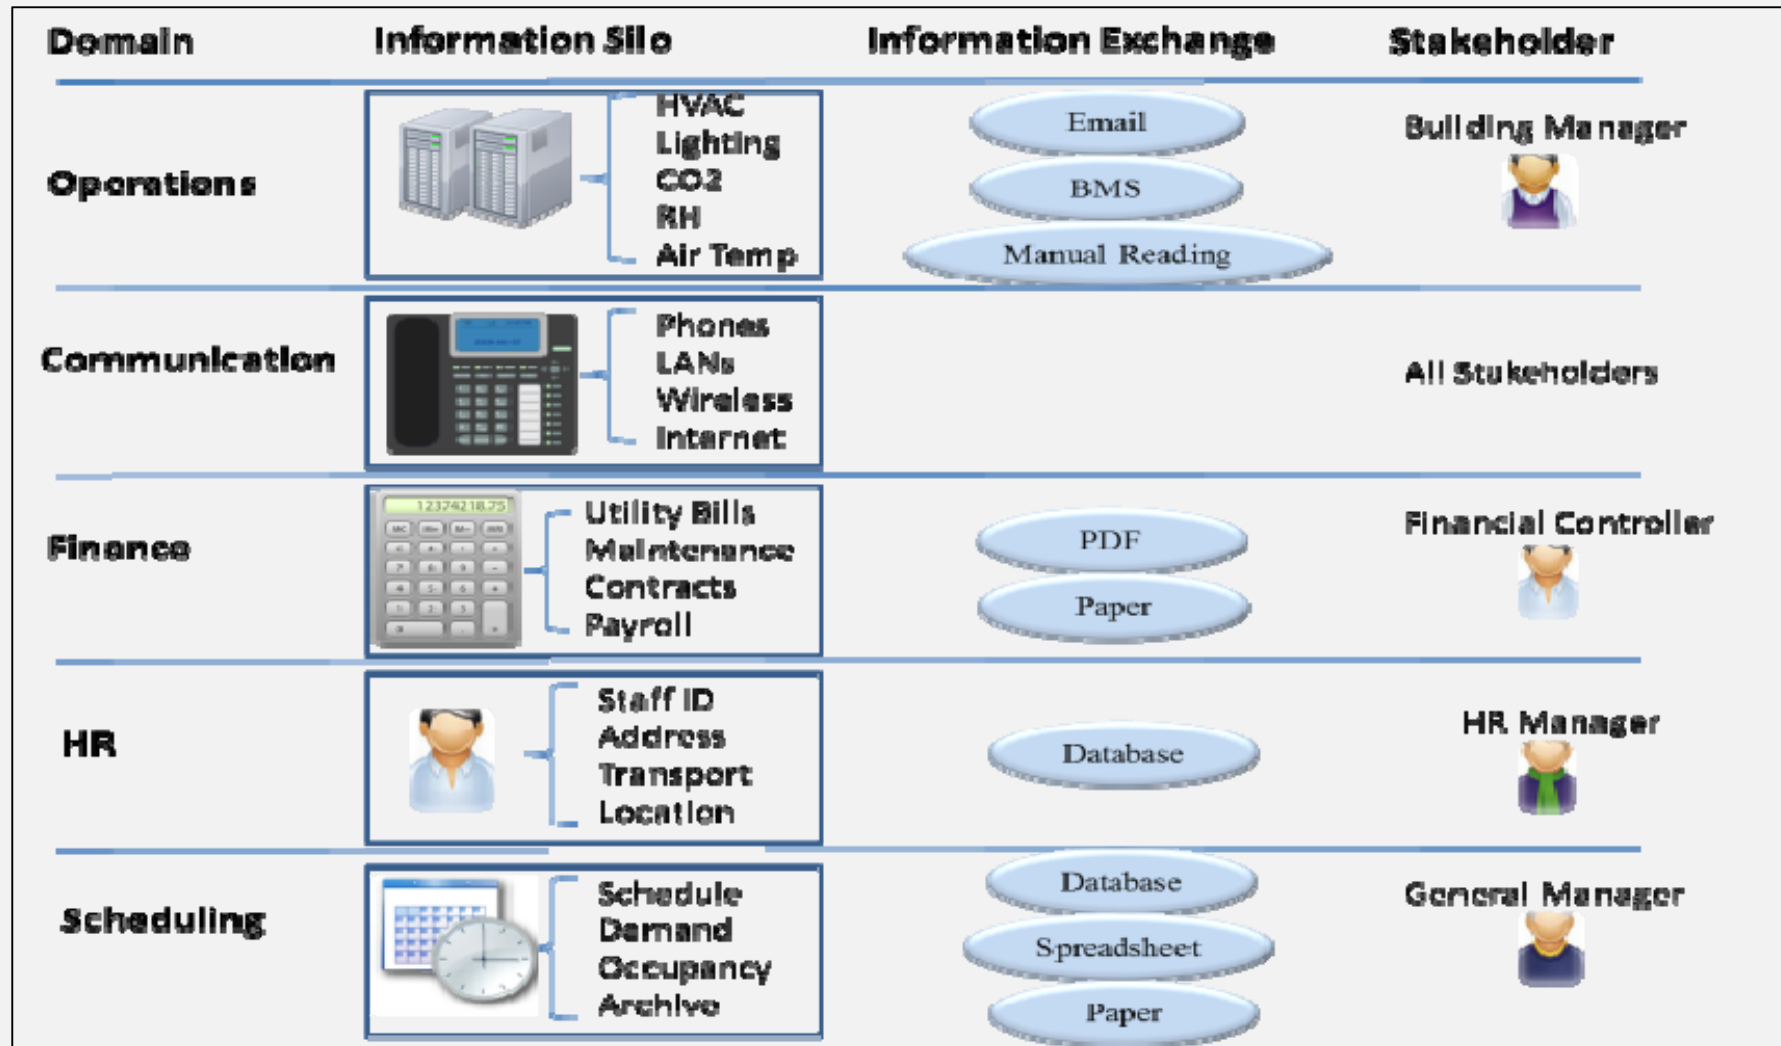 Domain Information Silo Information Exchange Stakeholder
Operations
HVAC
Lighting
CO2
RH
Air Temp
Email
BMS
Manual Reading
Building Manager
Communication
Phones
LANs
Wireless
Internet
All Stakeholders
Finance
12374218.75
Utility Bills
Maintenance
Contracts
Payroll
PDF
Paper
Financial Controller
HR
Staff ID
Address
Transport
Location
Database
HR Manager
Scheduling
Schedule
Demand
Occupancy
Archive
Database
Spreadsheet
Paper
General Manager